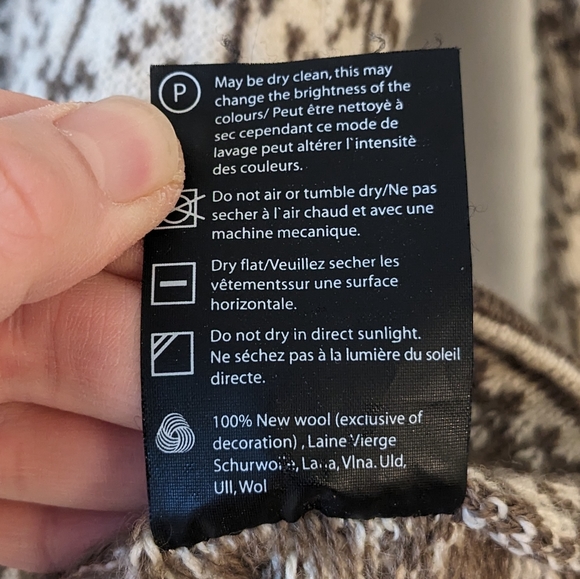 P
May be dry clean, this may
change the brightness of the
colours/ Peut être nettoyè à
sec cependant ce mode de
lavage peut altérer l`intensitè
des couleurs.
Do not air or tumble dry/Ne pas
secher à l`air chaud et avec une
machine mecanique.
Dry flat/Veuillez secher les
vêtementssur une surface
horizontale.
Do not dry in direct sunlight.
Ne séchez pas à la lumière du soleil
directe.
100% New wool (exclusive of
decoration) , Laine Vierge
Vlna. Uld,
Ull, Wol